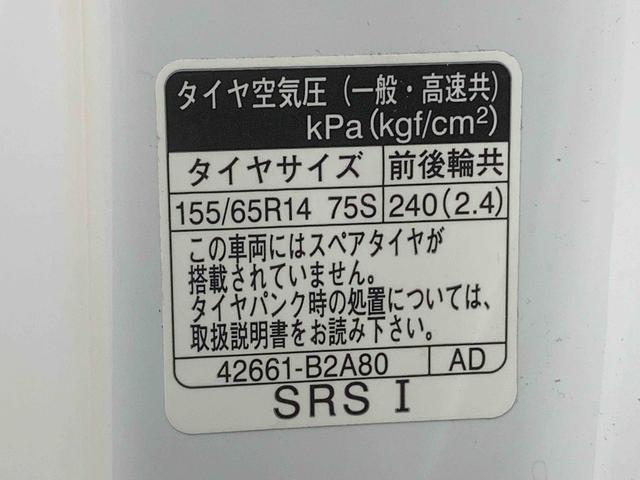 タイヤ空気圧(一般・高速共)
kPa(kgf/cm²)
タイヤサイズ 前後輪共
155/65R14 75S 240(2.4)
この車両にはスペアタイヤが
搭載されていません。
タイヤパンク時の処置については、
取扱説明書をお読み下さい。
42661-B2A80 AD
SRS I